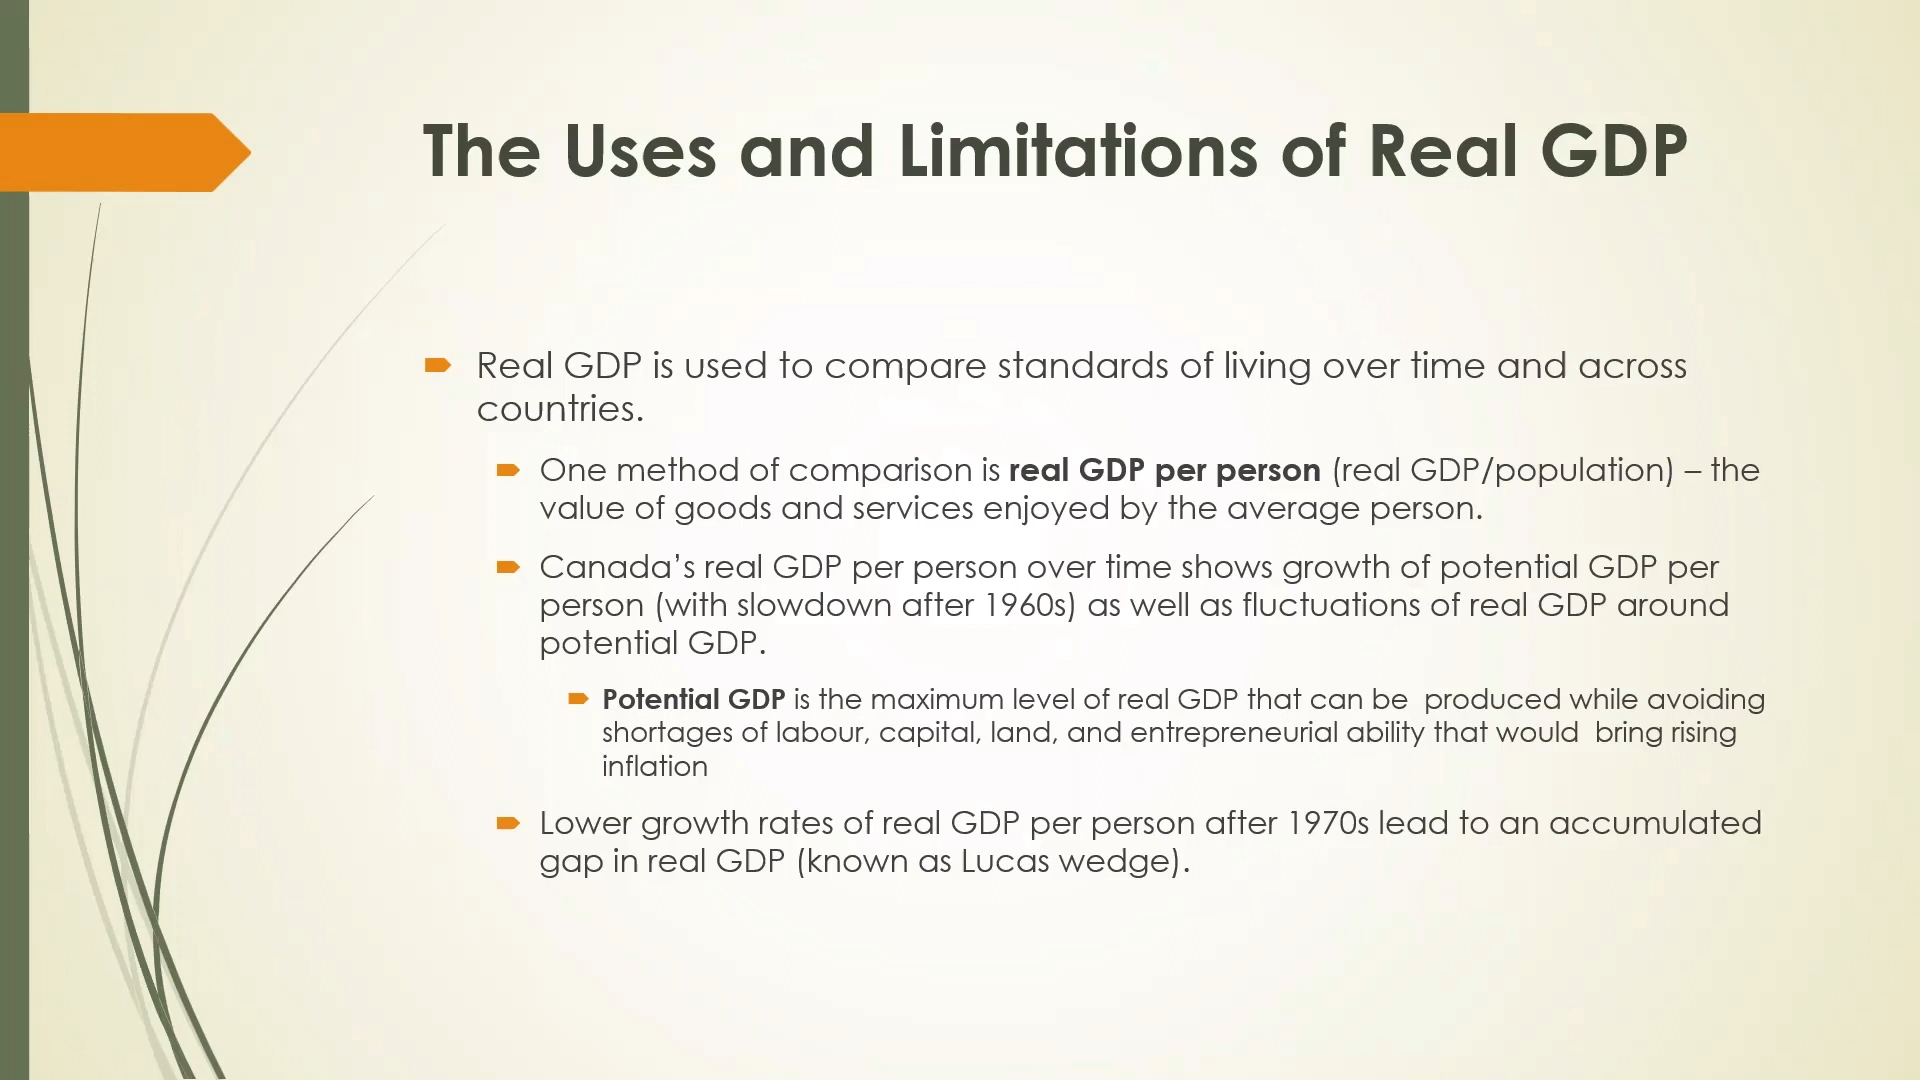 The Uses and Limitations of Real GDP
Real GDP is used to compare standards of living over time and across
countries.
One method of comparison is real GDP per person (real GDP/population) – the
value of goods and services enjoyed by the average person.
Canada’s real GDP per person over time shows growth of potential GDP per
person (with slowdown after 1960s) as well as fluctuations of real GDP around
potential GDP.
Potential GDP is the maximum level of real GDP that can be  produced while avoiding
shortages of labour, capital, land, and entrepreneurial ability that would  bring rising
inflation
Lower growth rates of real GDP per person after 1970s lead to an accumulated
gap in real GDP (known as Lucas wedge).